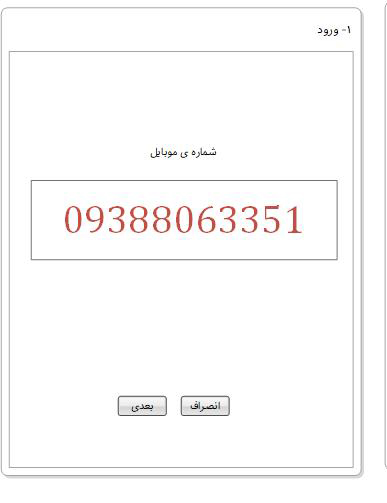 ۱- ورود
شماره ی موبایل
09388063351
انصراف بعدی